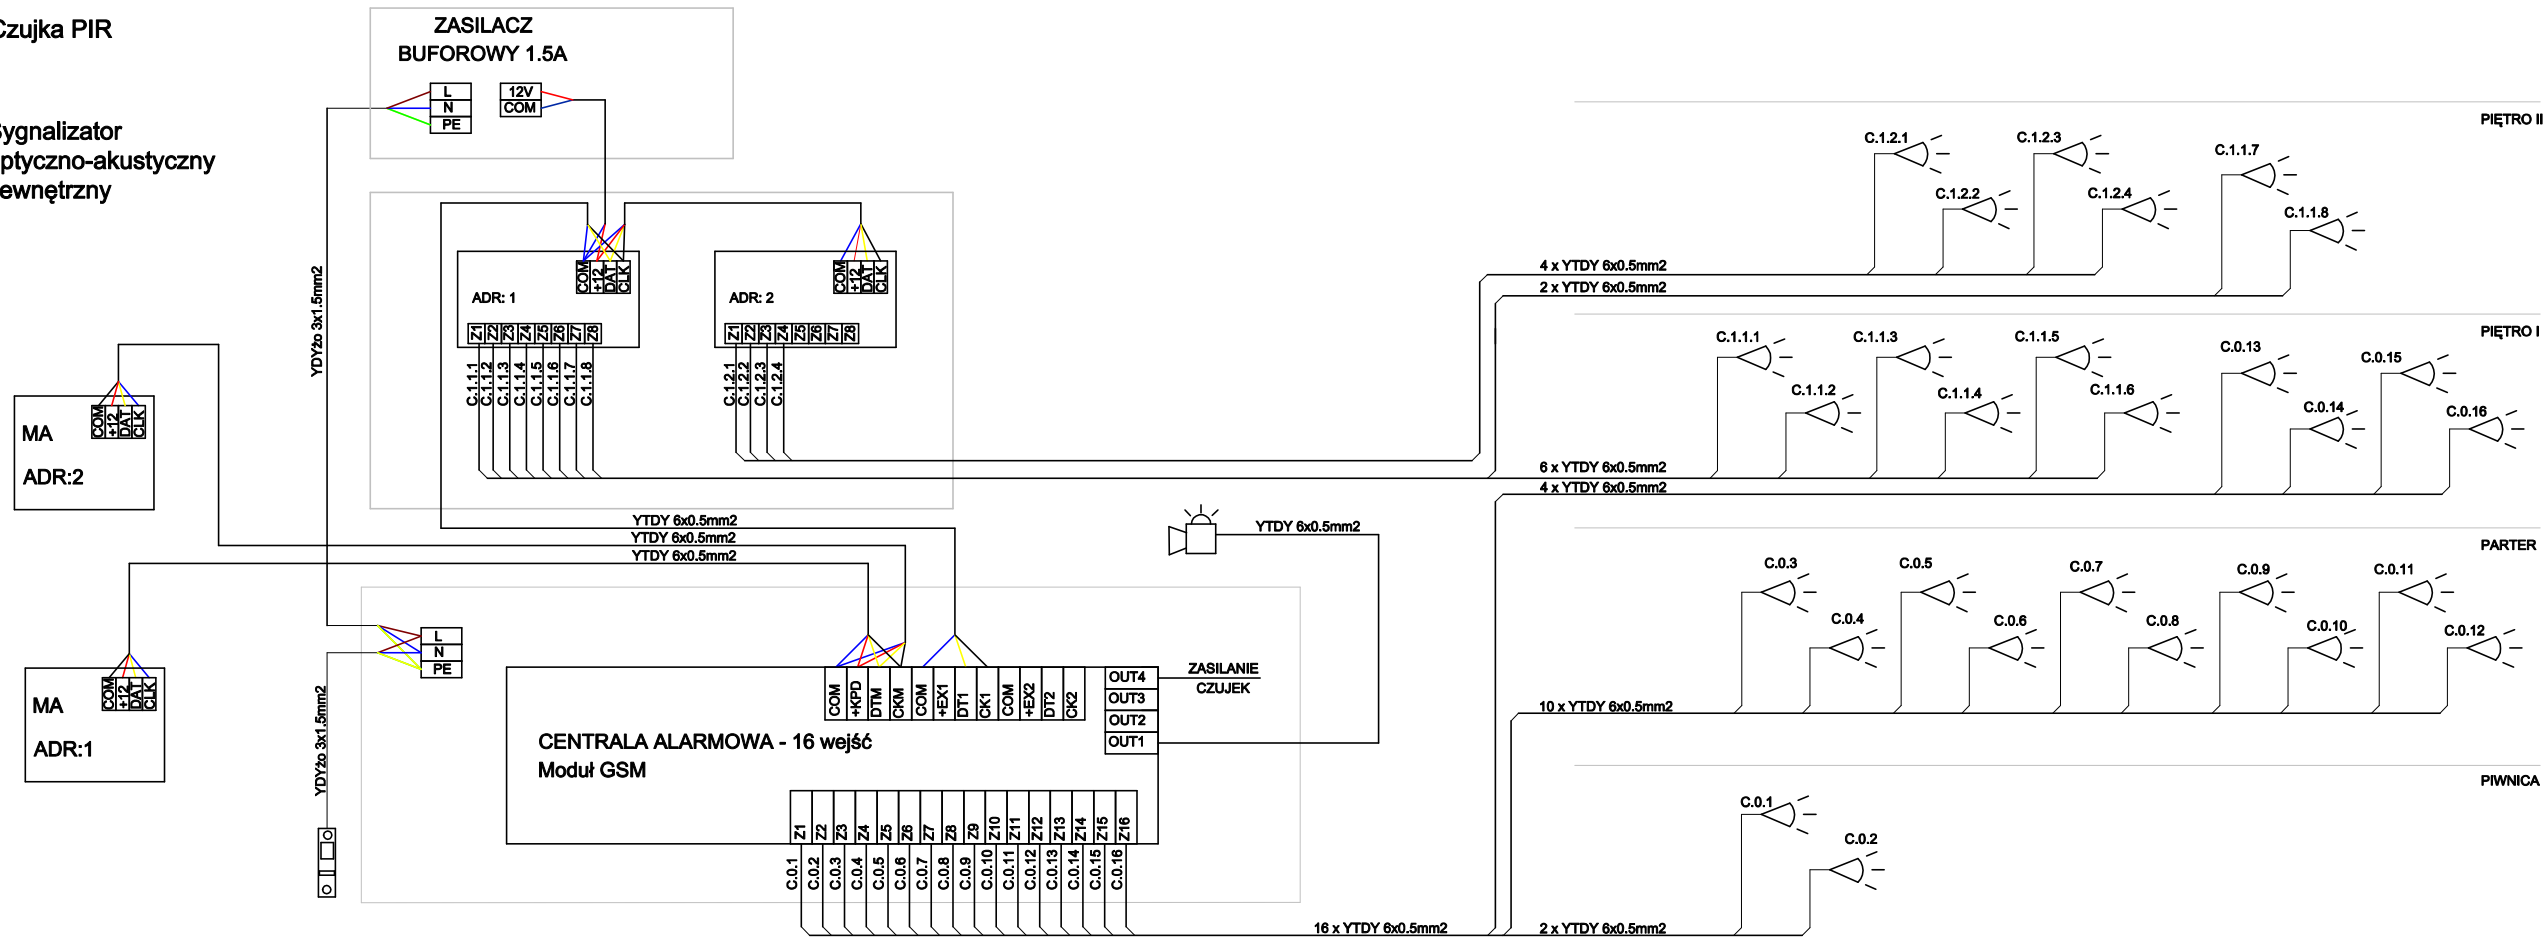 Czujka PIR
Sygnalizator
optyczno-akustyczny
zewnętrzny
ZASILACZ
BUFOROWY 1.5A
L
N
PE
12V
COM
YDYżo 3x1.5mm2
COM
+12
DAT
CLK
ADR: 1
Z1
Z2
Z3
Z4
Z5
Z6
Z7
Z8
C.1.1.1
C.1.1.2
C.1.1.3
C.1.1.4
C.1.1.5
C.1.1.6
C.1.1.7
C.1.1.8
COM
+12
DAT
CLK
ADR: 2
Z1
Z2
Z3
Z4
Z5
Z6
Z7
Z8
C.1.2.1
C.1.2.2
C.1.2.3
C.1.2.4
COM
+12
DAT
CLK
MA
ADR:2
COM
+12
DAT
CLK
MA
ADR:1
YTDY 6x0.5mm2
YTDY 6x0.5mm2
YTDY 6x0.5mm2
YTDY 6x0.5mm2
L
N
PE
YDYżo 3x1.5mm2
COM
+KPD
DTM
CKM
COM
+EX1
DT1
CK1
COM
+EX2
DT2
CK2
OUT4
OUT3
OUT2
OUT1
ZASILANIE
CZUJEK
CENTRALA ALARMOWA - 16 wejść
Moduł GSM
Z1
Z2
Z3
Z4
Z5
Z6
Z7
Z8
Z9
Z10
Z11
Z12
Z13
Z14
Z15
Z16
C.0.1
C.0.2
C.0.3
C.0.4
C.0.5
C.0.6
C.0.7
C.0.8
C.0.9
C.0.10
C.0.11
C.0.12
C.0.13
C.0.14
C.0.15
C.0.16
16 x YTDY 6x0.5mm2
PIĘTRO II
C.1.2.1
C.1.2.3
C.1.1.7
C.1.2.2
C.1.2.4
C.1.1.8
4 x YTDY 6x0.5mm2
2 x YTDY 6x0.5mm2
PIĘTRO I
C.1.1.1
C.1.1.3
C.1.1.5
C.0.13
C.0.15
C.1.1.2
C.1.1.4
C.1.1.6
C.0.14
C.0.16
6 x YTDY 6x0.5mm2
4 x YTDY 6x0.5mm2
PARTER
C.0.3
C.0.5
C.0.7
C.0.9
C.0.11
C.0.4
C.0.6
C.0.8
C.0.10
C.0.12
10 x YTDY 6x0.5mm2
PIWNICA
C.0.1
C.0.2
2 x YTDY 6x0.5mm2